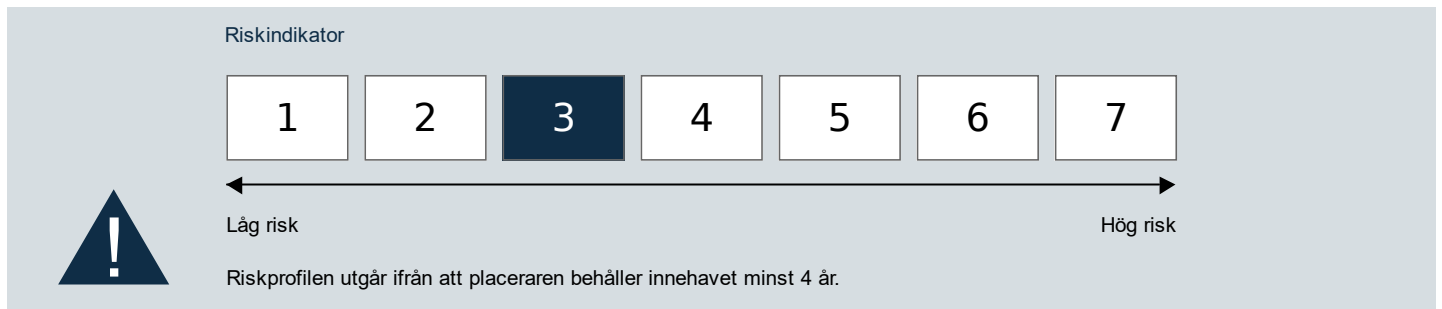 Riskindikator
1 2 3 4 5 6 7
Låg risk Hög risk
!
Riskprofilen utgår ifrån att placeraren behåller innehavet minst 4 år.